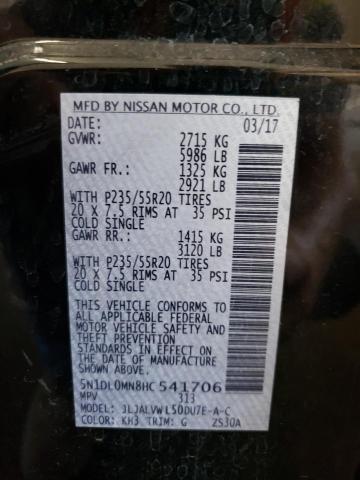 MFD BY NISSAN MOTOR CO., LTD.
DATE: 03/17
GVWR: 2715 KG
5986 LB
GAWR FR.: 1325 KG
2921 LB
WITH P235/55R20 TIRES
20 X 7.5 RIMS AT 35 PSI
COLD SINGLE
GAWR RR.: 1415 KG
3120 LB
WITH P235/55R20 TIRES
20 X 7.5 RIMS AT 35 PSI
COLD SINGLE
THIS VEHICLE CONFORMS TO
ALL APPLICABLE FEDERAL
MOTOR VEHICLE SAFETY
AND THEFT PREVENTION
STANDARDS IN EFFECT ON
THE DATE OF MANUFACTURE
SHOWN ABOVE.
5N1DL0MN8HC 541706
MPV 313
MODEL: JLJALVWL50DU7E-A-C
COLOR: KH3 TRIM: G ZS30A